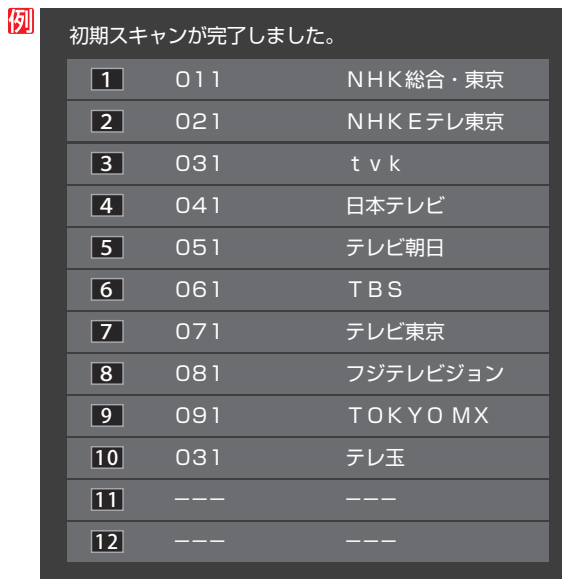 例
初期スキャンが完了しました。
1 011 NHK総合・東京
2 021 NHKEテレ東京
3 031 tvk
4 041 日本テレビ
5 051 テレビ朝日
6 061 TBS
7 071 テレビ東京
8 081 フジテレビジョン
9 091 TOKYO MX
10 031 テレ玉
11 −−− −−−
12 −−− −−−